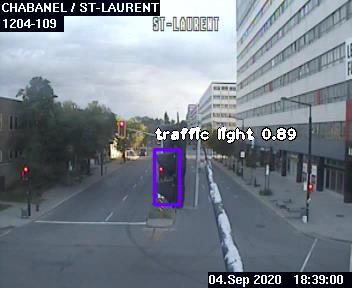 CHABANEL / ST-LAURENT
1204-109
ST-LAURENT
traffic light 0.89
04.Sep 2020 18:39:00